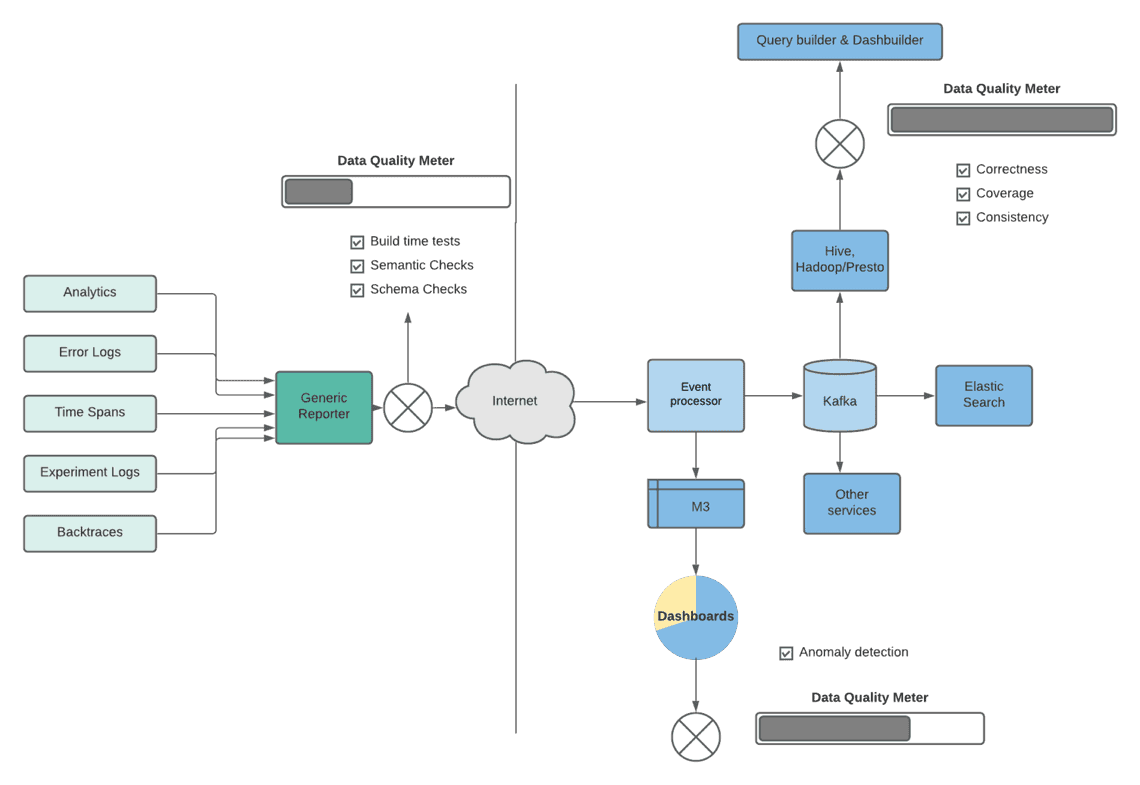 Query builder & Dashbuilder
Data Quality Meter
Correctness
Coverage
Consistency
Data Quality Meter
Build time tests
Semantic Checks
Schema Checks
Hive,
Hadoop/Presto
Analytics
Error Logs
Time Spans
Experiment Logs
Backtraces
Generic
Reporter
Internet
Event
processor
Kafka
Elastic
Search
M3
Other
services
Dashboards
Anomaly detection
Data Quality Meter